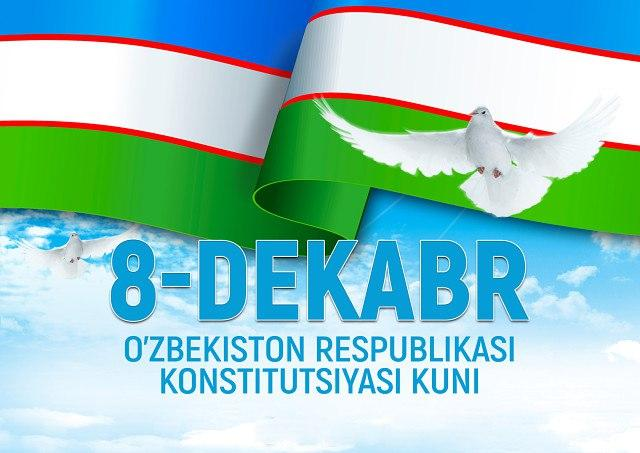 8-DEKABR
O'ZBEKISTON RESPUBLIKASI
KONSTITUTSIYASI KUNI